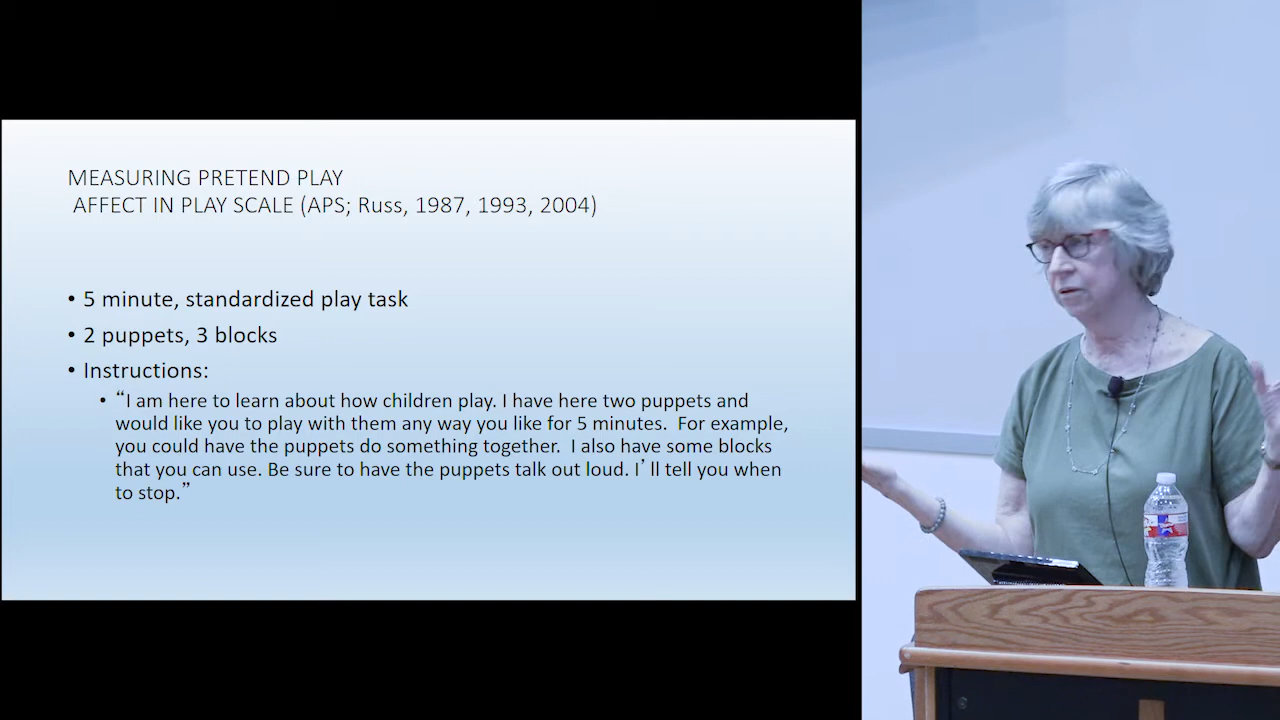 MEASURING PRETEND PLAY
AFFECT IN PLAY SCALE (APS; Russ, 1987, 1993, 2004)
• 5 minute, standardized play task
• 2 puppets, 3 blocks
• Instructions:
• “I am here to learn about how children play. I have here two puppets and
would like you to play with them any way you like for 5 minutes. For example,
you could have the puppets do something together. I also have some blocks
that you can use. Be sure to have the puppets talk out loud. I’ll tell you when
to stop.”